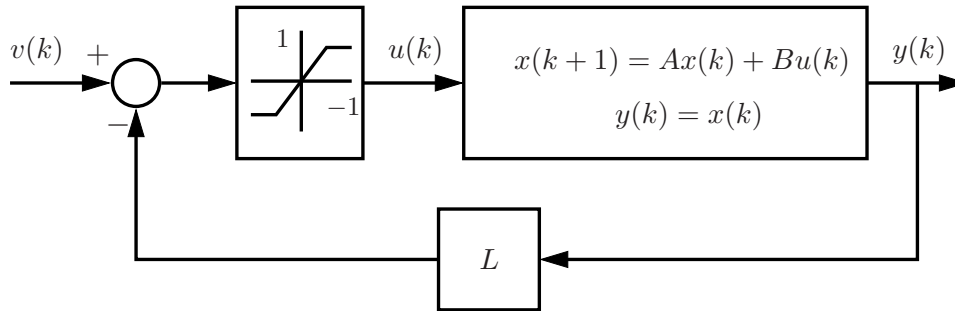 v(k)
+
−
1
−1
u(k)
x(k + 1) = Ax(k) + Bu(k)
y(k) = x(k)
y(k)
L